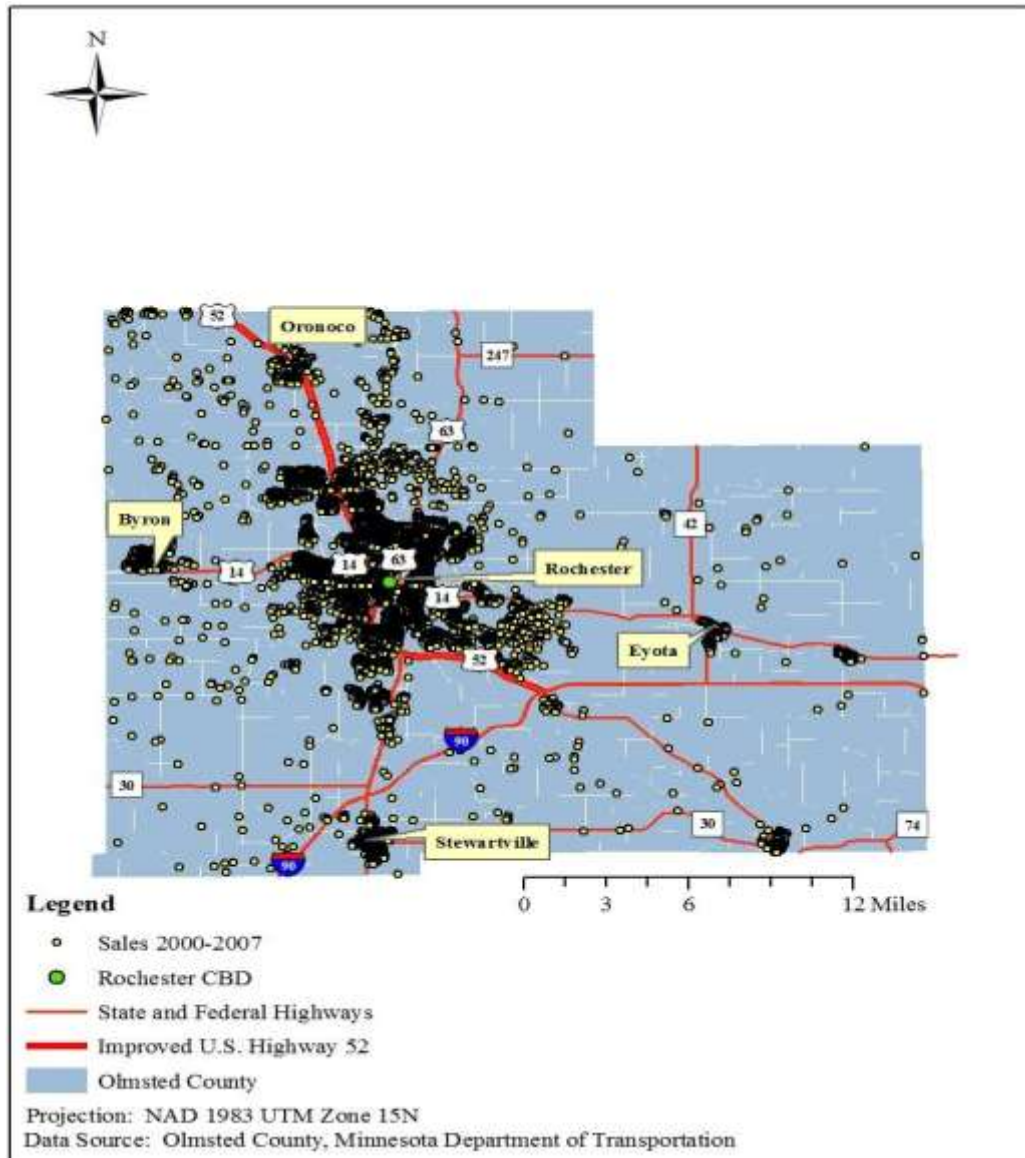 N
52
Oronoco
247
63
Byron
42
14
14
63
Rochester
14
Eyota
52
90
30
30
74
Stewartville
90
Legend
0 3 6 12 Miles
Sales 2000-2007
Rochester CBD
State and Federal Highways
Improved U.S. Highway 52
Olmsted County
Projection: NAD 1983 UTM Zone 15N
Data Source: Olmsted County, Minnesota Department of Transportation